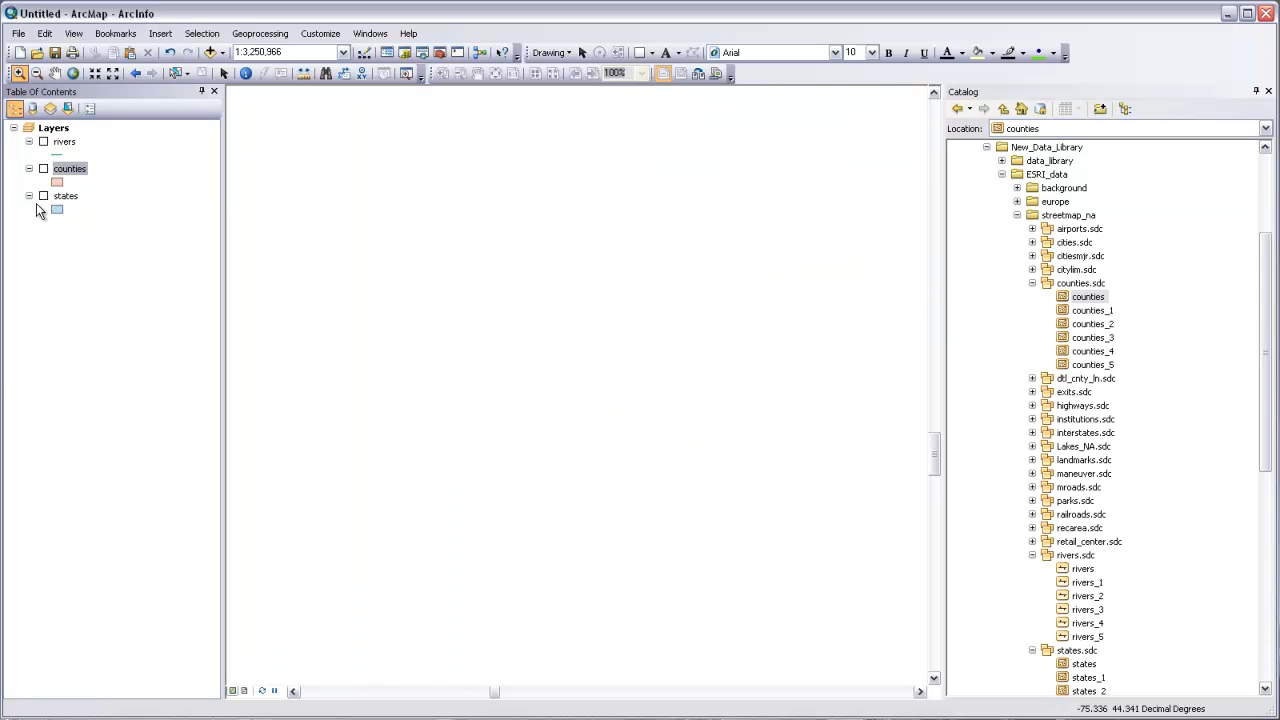 Untitled - ArcMap - ArcInfo
File Edit View Bookmarks Insert Selection Geoprocessing Customize Windows Help
1:3,250,966 Drawing A Arial 10 B I U A
100%
Table Of Contents
Layers
rivers
counties
states
Catalog
Location: counties
New_Data_Library
data_library
ESRI_data
background
europe
streetmap_na
airports.sdc
cities.sdc
citiesmjr.sdc
citylim.sdc
counties.sdc
counties
counties_1
counties_2
counties_3
counties_4
counties_5
dtl_cnty_ln.sdc
exits.sdc
highways.sdc
institutions.sdc
interstates.sdc
Lakes_NA.sdc
landmarks.sdc
maneuver.sdc
mroads.sdc
parks.sdc
railroads.sdc
recarea.sdc
retail_center.sdc
rivers.sdc
rivers
rivers_1
rivers_2
rivers_3
rivers_4
rivers_5
states.sdc
states
states_1
states_2
-75.336 44.341 Decimal Degrees